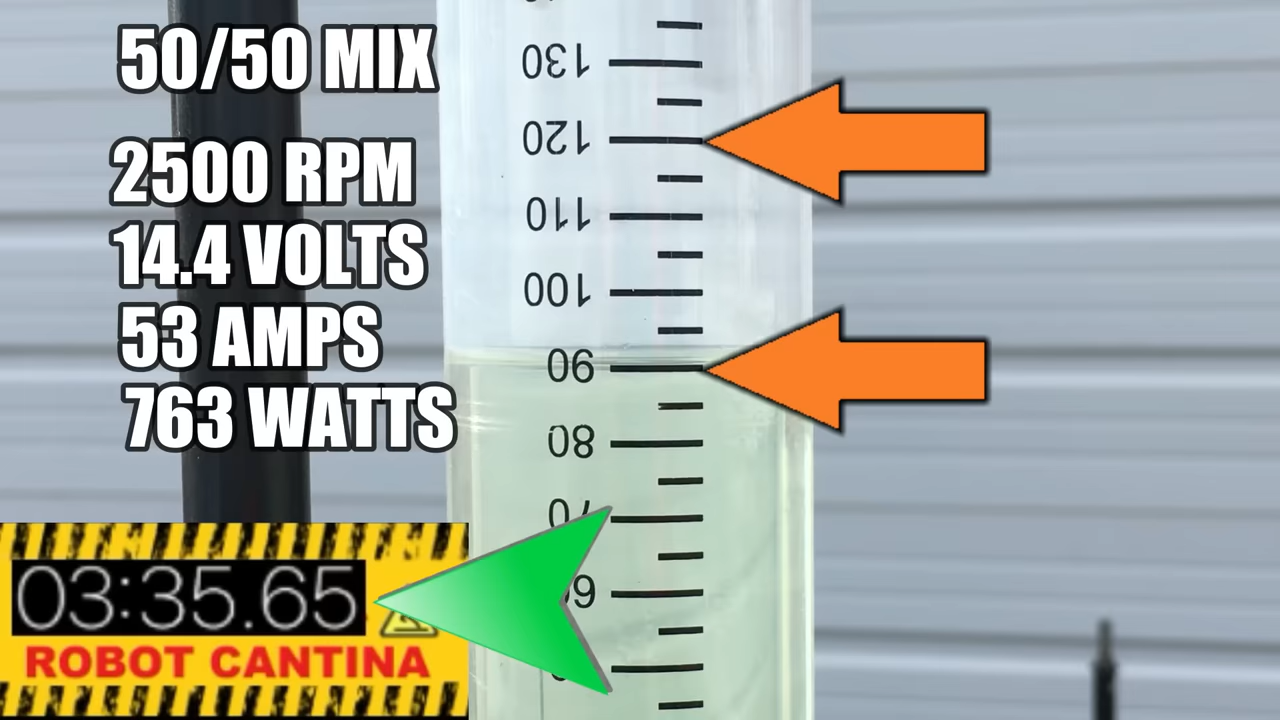 50/50 MIX
2500 RPM
14.4 VOLTS
53 AMPS
763 WATTS
130
120
110
100
90
80
03:35.65
ROBOT CANTINA